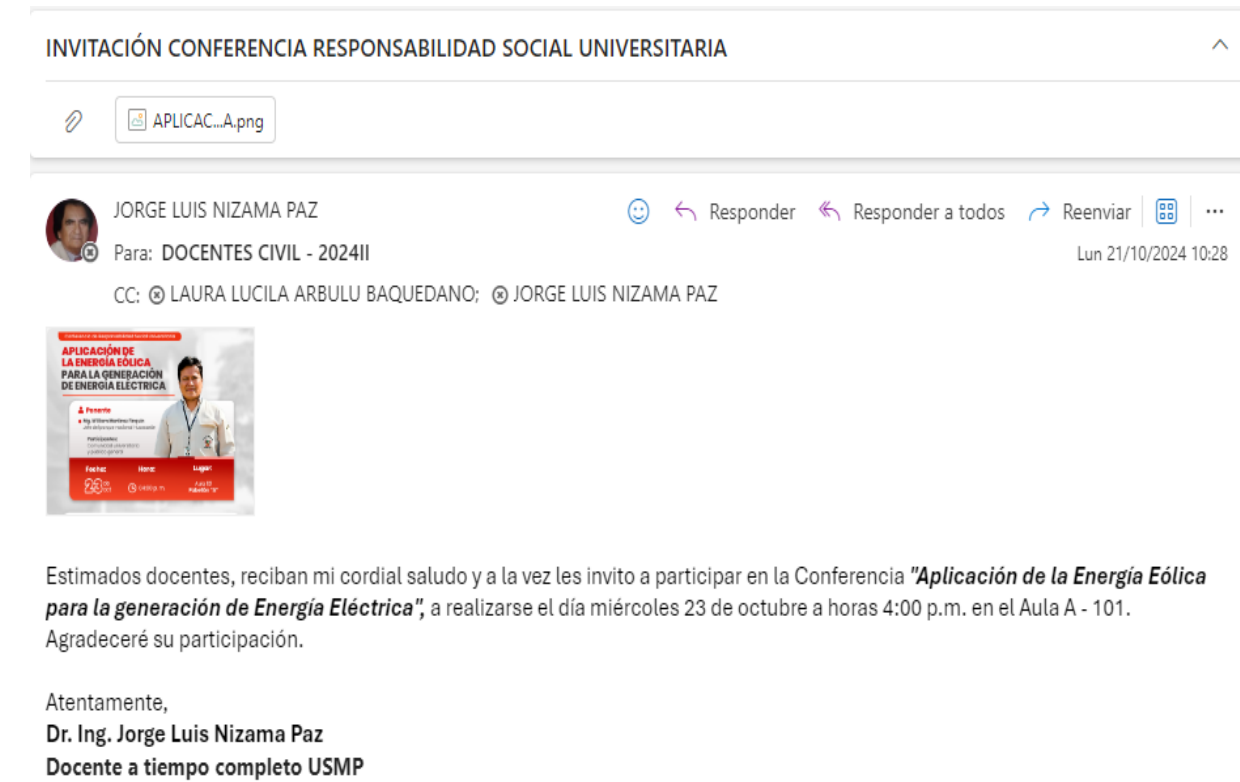 INVITACIÓN CONFERENCIA RESPONSABILIDAD SOCIAL UNIVERSITARIA
APLICAC...A.png
JORGE LUIS NIZAMA PAZ
Responder Responder a todos Reenviar
Para: DOCENTES CIVIL - 2024II
Lun 21/10/2024 10:28
CC: LAURA LUCILA ARBULU BAQUEDANO; JORGE LUIS NIZAMA PAZ
APLICACIÓN DE
LA ENERGÍA EÓLICA
PARA LA GENERACIÓN
DE ENERGÍA ELÉCTRICA
Ponente
Participantes:
Fecha: Hora: Lugar:
23 de oct
Estimados docentes, reciban mi cordial saludo y a la vez les invito a participar en la Conferencia "Aplicación de la Energía Eólica
para la generación de Energía Eléctrica", a realizarse el día miércoles 23 de octubre a horas 4:00 p.m. en el Aula A - 101.
Agradeceré su participación.
Atentamente,
Dr. Ing. Jorge Luis Nizama Paz
Docente a tiempo completo USMP